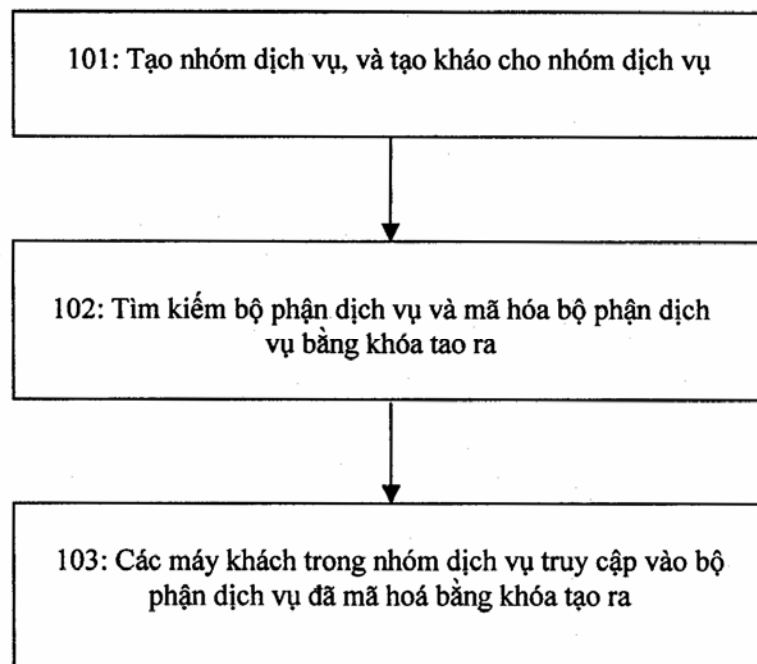 101: Tạo nhóm dịch vụ, và tạo kháo cho nhóm dịch vụ
102: Tìm kiếm bộ phận dịch vụ và mã hóa bộ phận dịch
vụ bằng khóa tao ra
103: Các máy khách trong nhóm dịch vụ truy cập vào bộ
phận dịch vụ đã mã hoá bằng khóa tạo ra